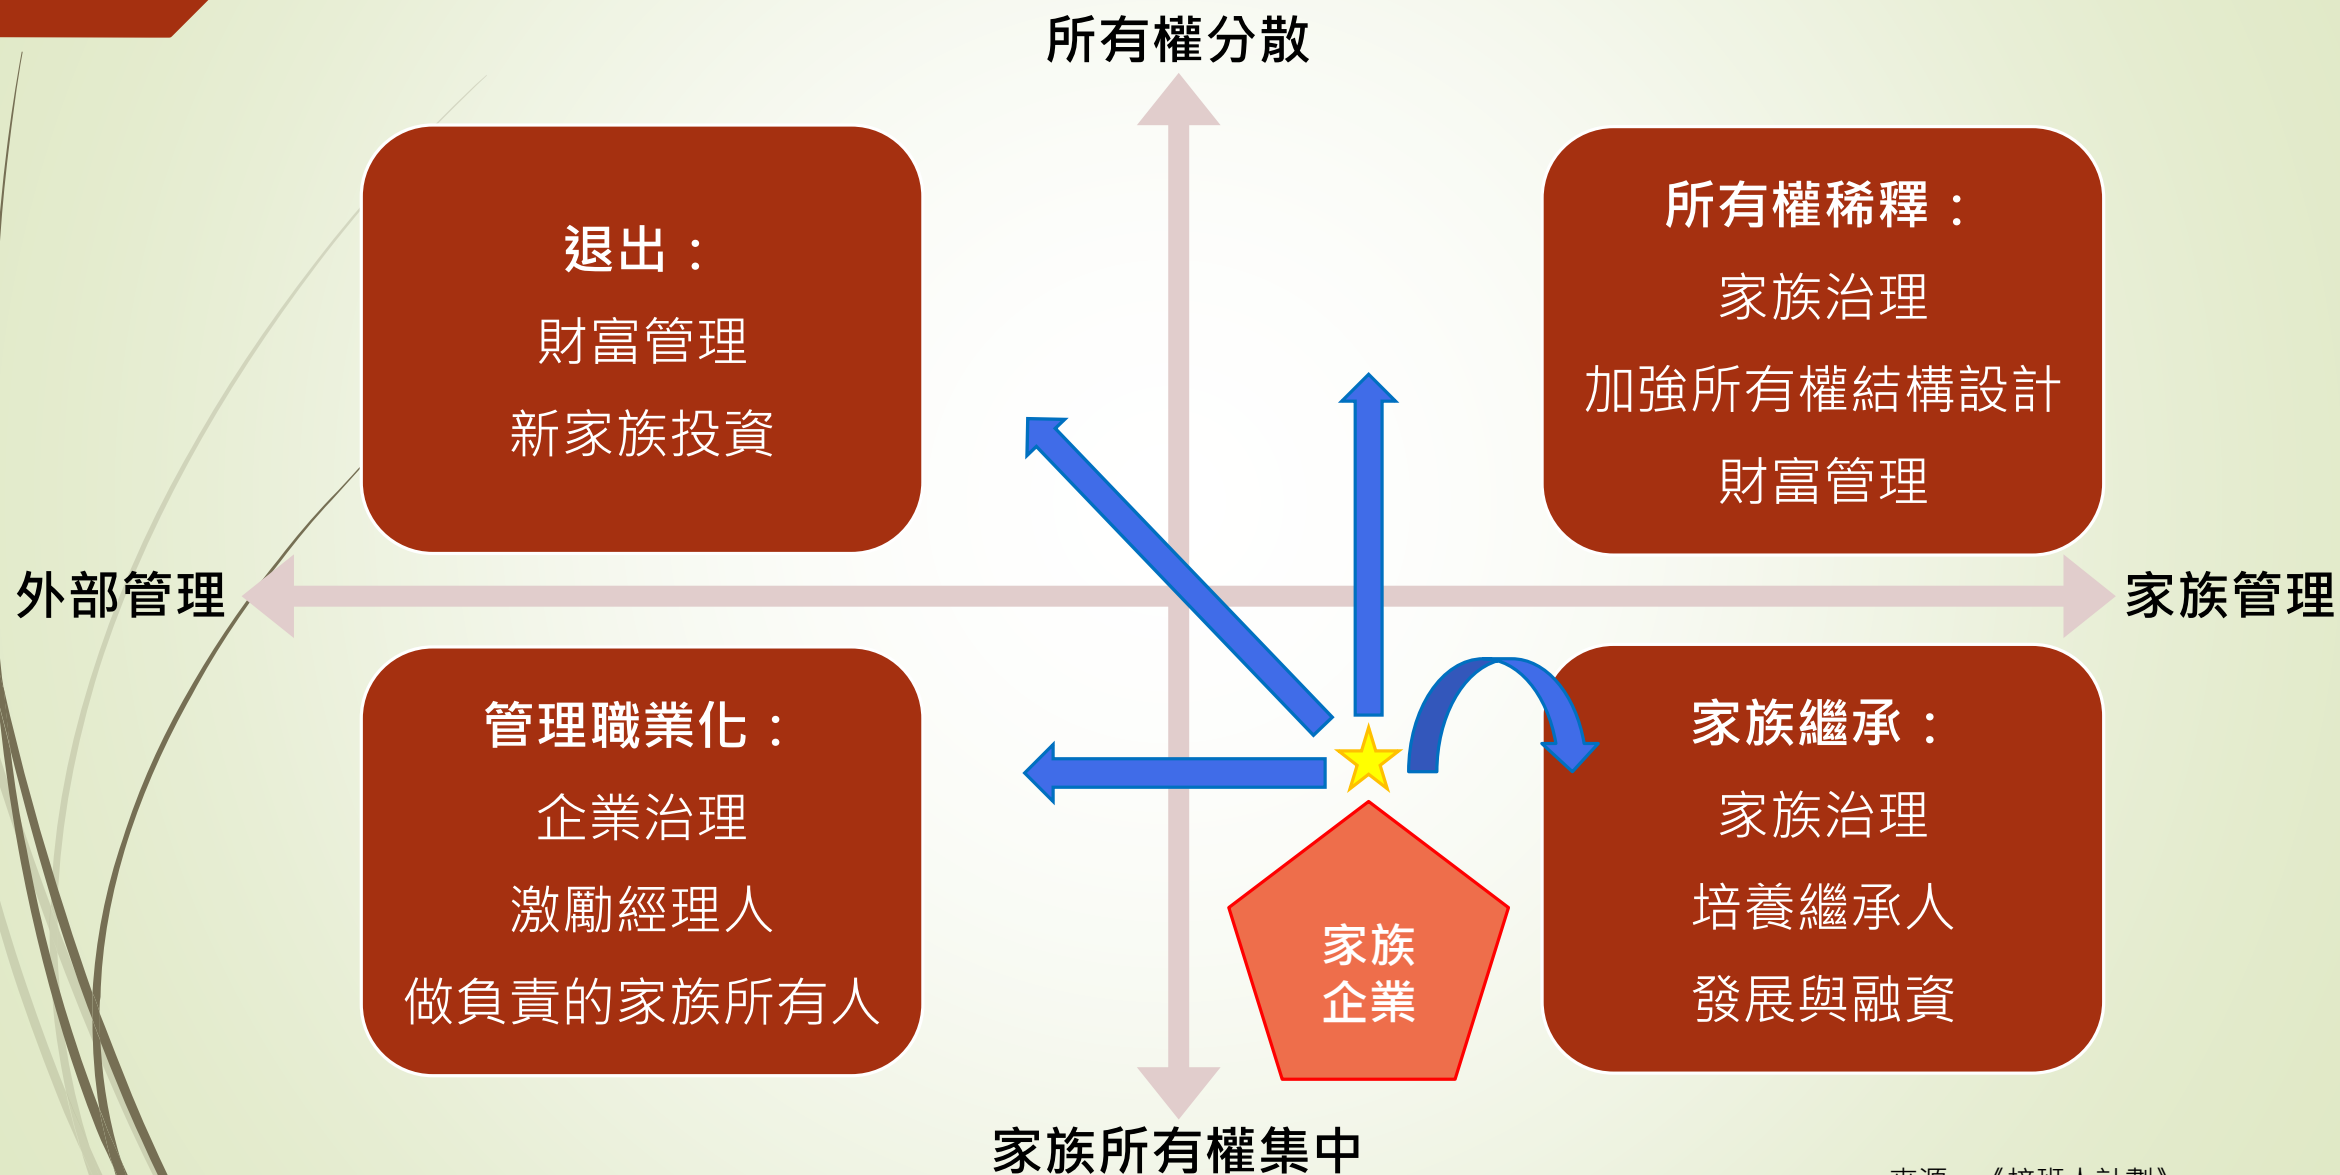 所有權分散
退出：
財富管理
新家族投資
所有權稀釋：
家族治理
加強所有權結構設計
財富管理
外部管理
家族管理
管理職業化：
企業治理
激勵經理人
做負責的家族所有人
家族
企業
家族繼承：
家族治理
培養繼承人
發展與融資
家族所有權集中